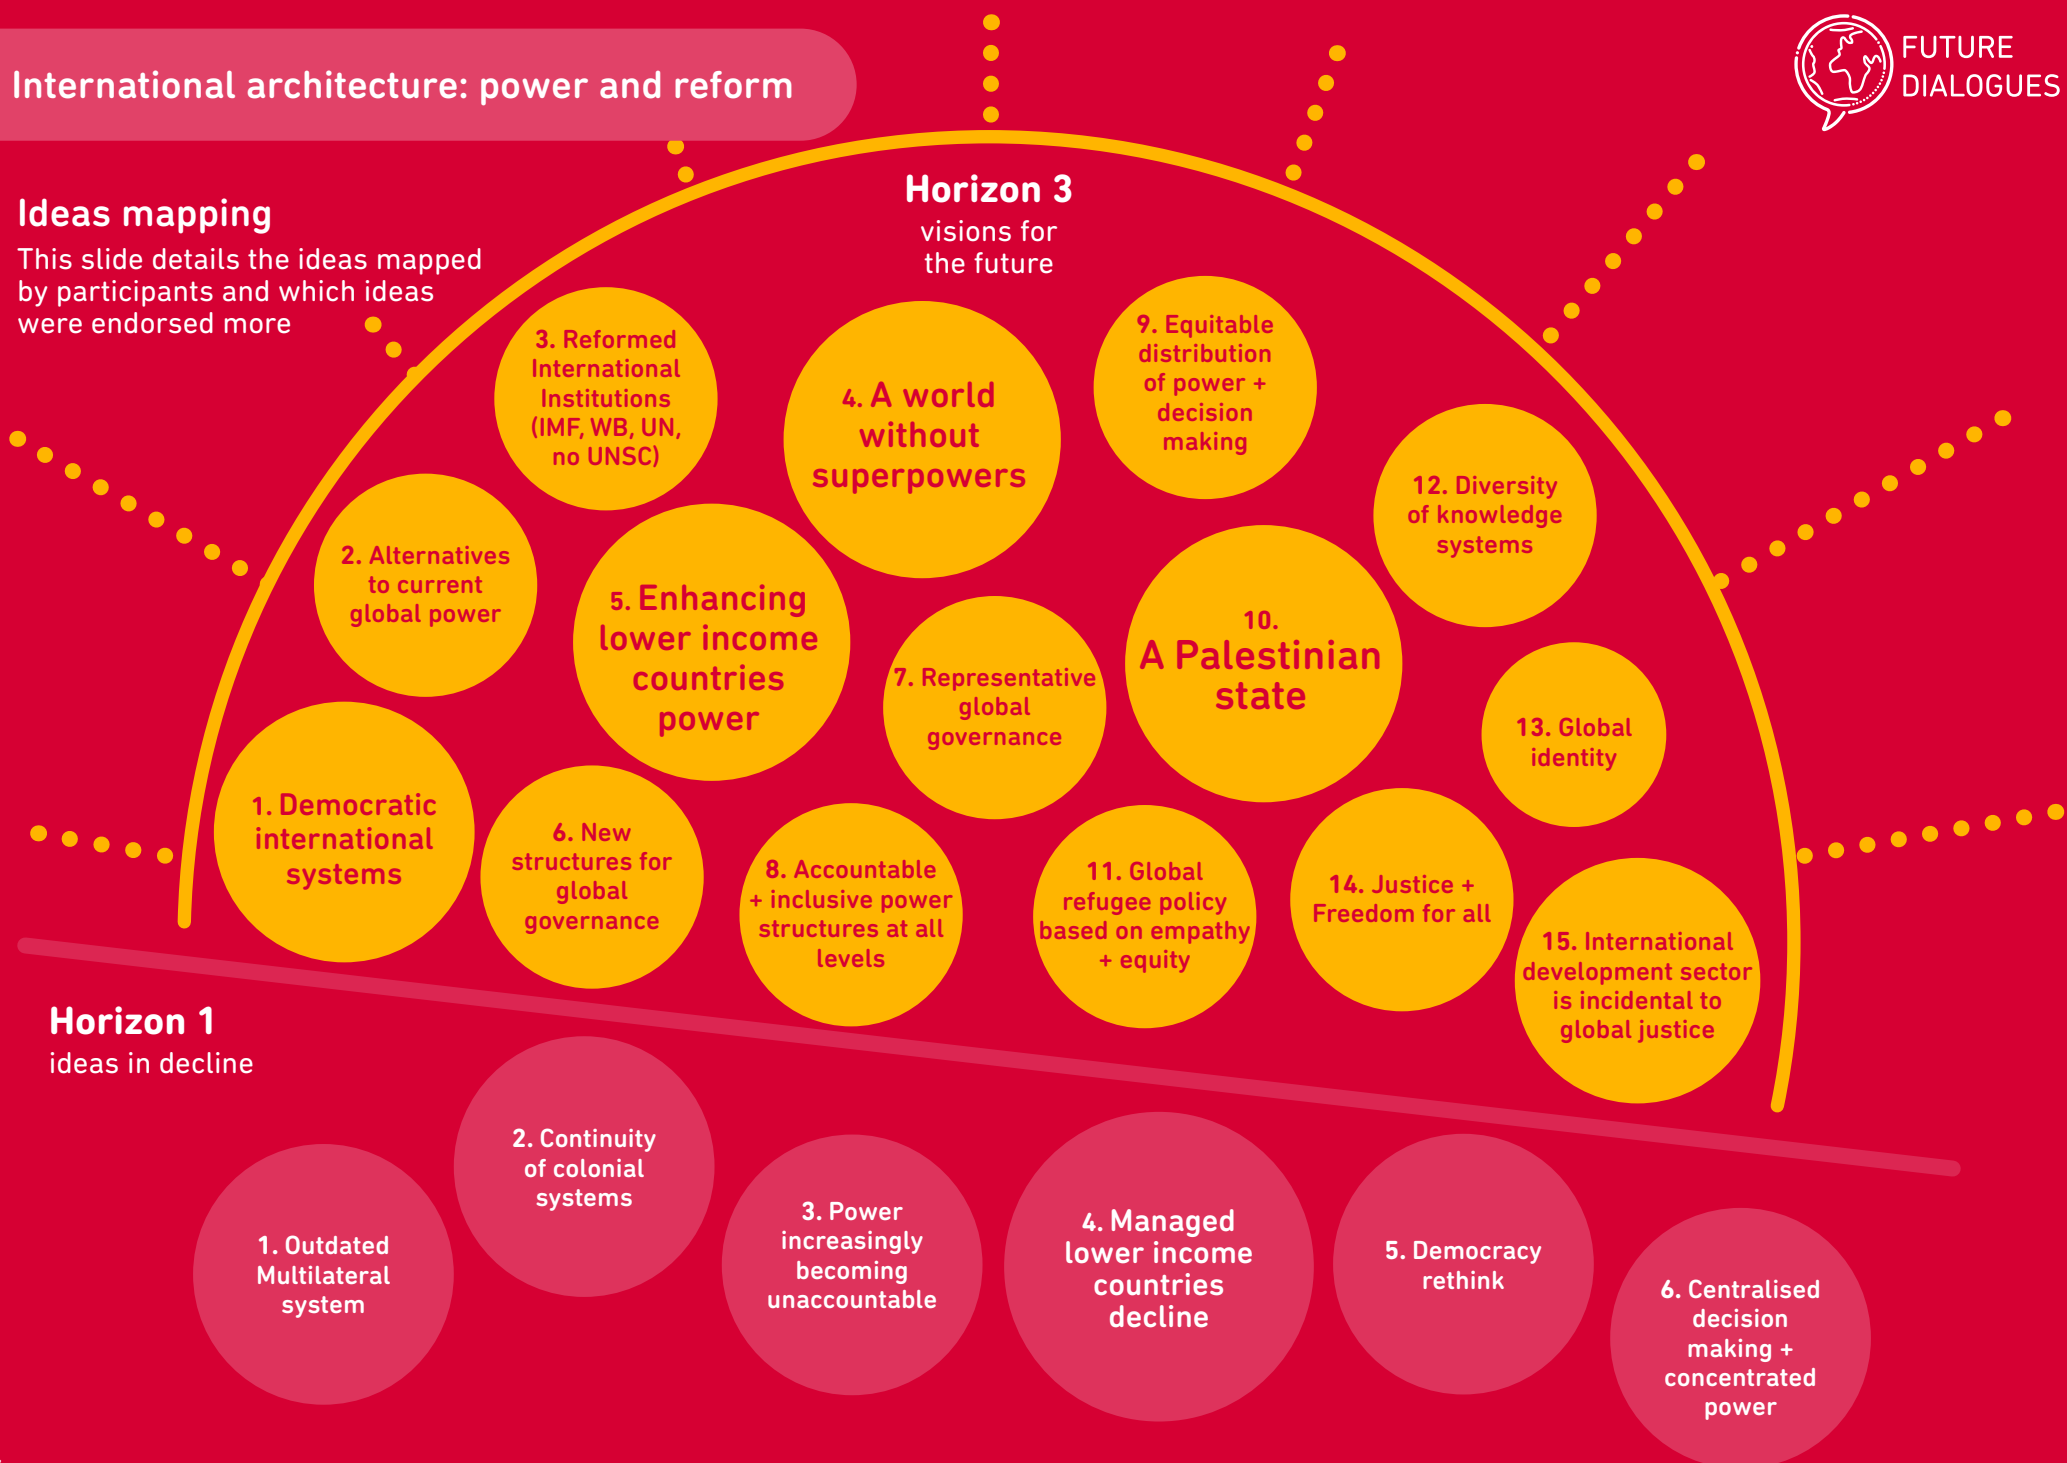 International architecture: power and reform
FUTURE
DIALOGUES
Ideas mapping
This slide details the ideas mapped
by participants and which ideas
were endorsed more
Horizon 3
visions for
the future
1. Democratic
international
systems
2. Alternatives
to current
global power
3. Reformed
International
Institutions
(IMF, WB, UN,
no UNSC)
4. A world
without
superpowers
5. Enhancing
lower income
countries
power
6. New
structures for
global
governance
7. Representative
global
governance
8. Accountable
+ inclusive power
structures at all
levels
9. Equitable
distribution
of power +
decision
making
10.
A Palestinian
state
11. Global
refugee policy
based on empathy
+ equity
12. Diversity
of knowledge
systems
13. Global
identity
14. Justice +
Freedom for all
15. International
development sector
is incidental to
global justice
Horizon 1
ideas in decline
1. Outdated
Multilateral
system
2. Continuity
of colonial
systems
3. Power
increasingly
becoming
unaccountable
4. Managed
lower income
countries
decline
5. Democracy
rethink
6. Centralised
decision
making +
concentrated
power